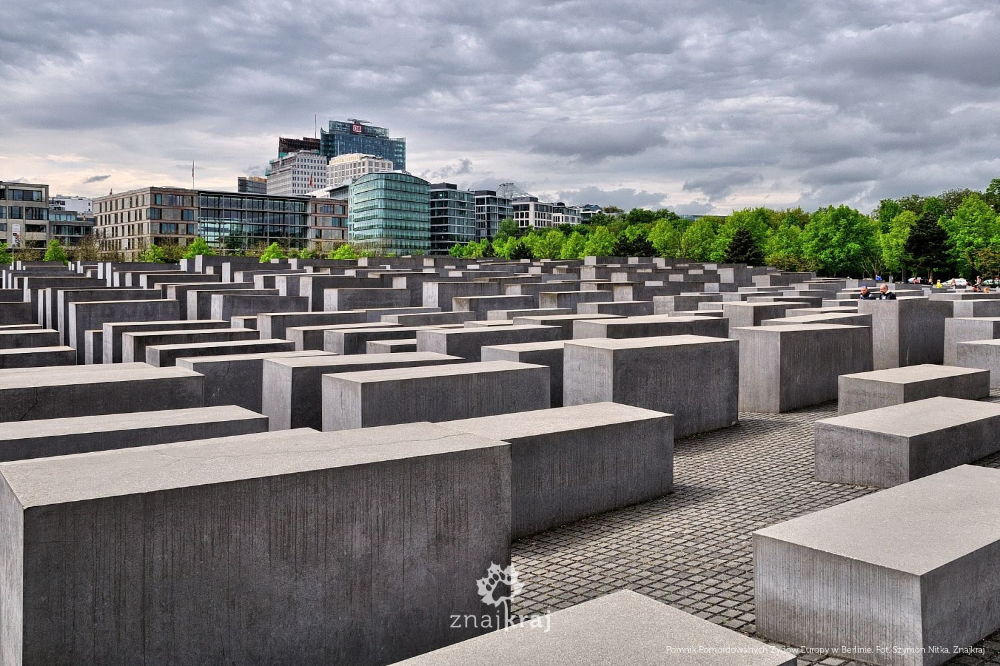 DB
znajkraj
Pomnik Pomordowanych Żydów Europy w Berlinie. Fot. Szymon Nitka, Znajkraj